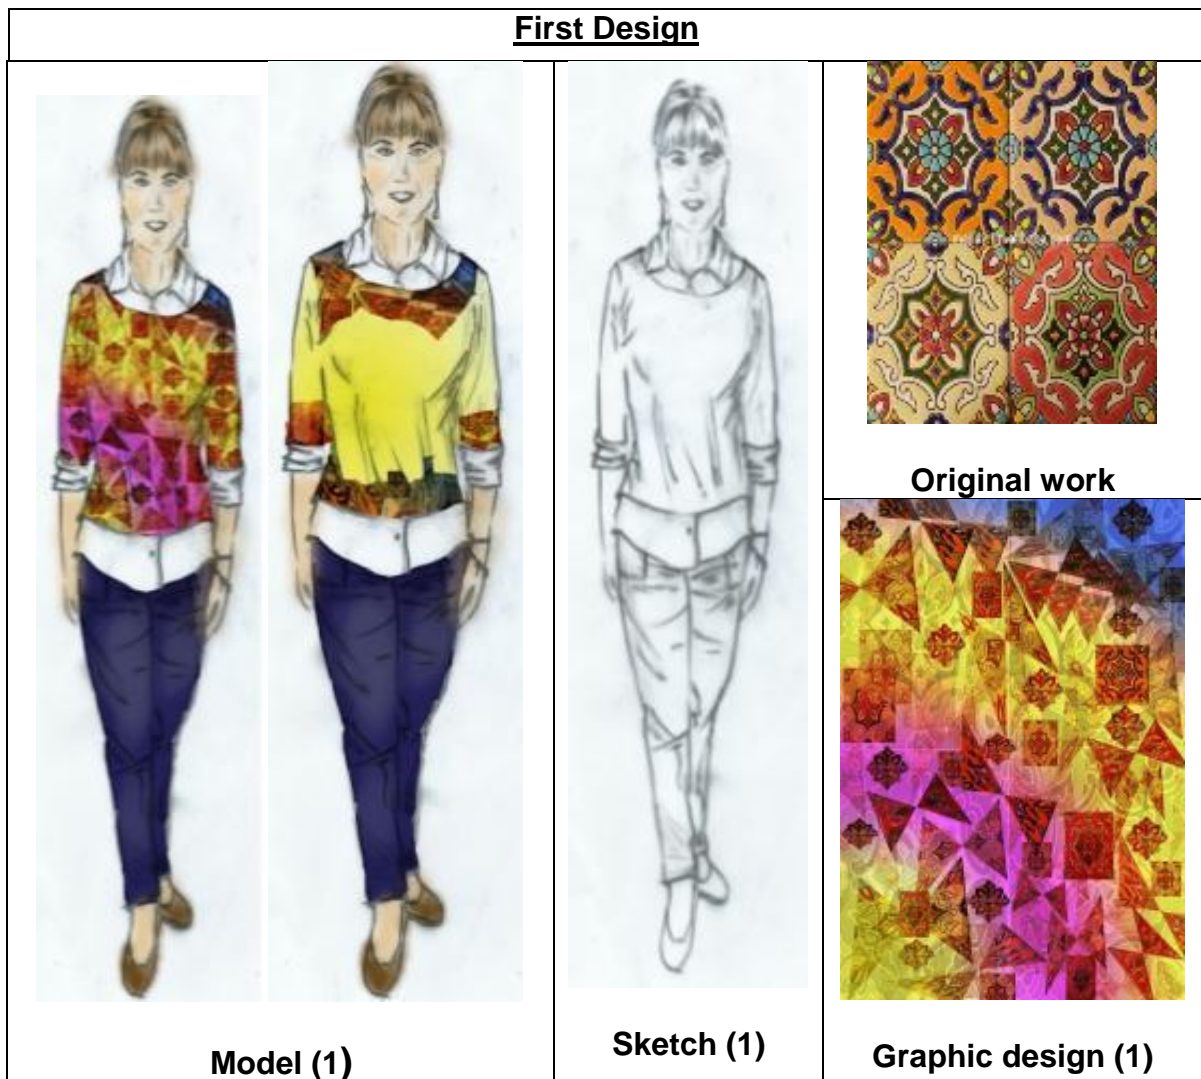 First Design
Original work
Model (1)
Sketch (1)
Graphic design (1)